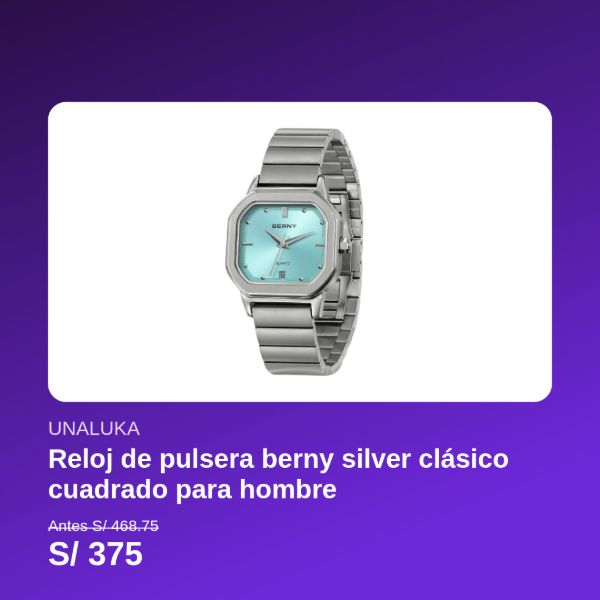 BERNY
QUARTZ
UNALUKA
Reloj de pulsera berny silver clásico
cuadrado para hombre
Antes S/ 468.75
S/ 375